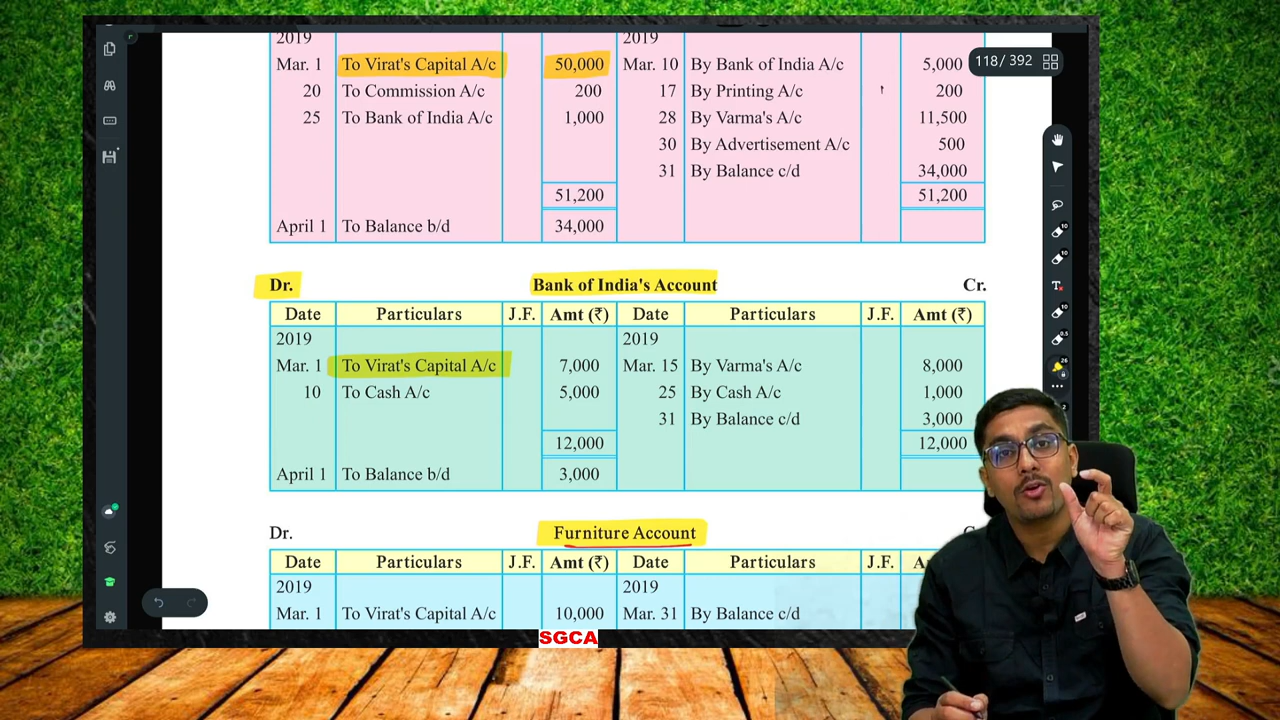 2019 2019
118/392
Mar. 1 To Virat's Capital A/c 50,000 Mar. 10 By Bank of India A/c 5,000
20 To Commission A/c 200 17 By Printing A/c 200
25 To Bank of India A/c 1,000 28 By Varma's A/c 11,500
30 By Advertisement A/c 500
31 By Balance c/d 34,000
51,200 51,200
April 1 To Balance b/d 34,000
Dr. Bank of India's Account Cr.
Date Particulars J.F. Amt (₹) Date Particulars J.F. Amt (₹)
2019 2019
Mar. 1 To Virat's Capital A/c 7,000 Mar. 15 By Varma's A/c 8,000
10 To Cash A/c 5,000 25 By Cash A/c 1,000
31 By Balance c/d 3,000
12,000 12,000
April 1 To Balance b/d 3,000
Dr. Furniture Account
Date Particulars J.F. Amt (₹) Date Particulars J.F.
2019 2019
Mar. 1 To Virat's Capital A/c 10,000 Mar. 31 By Balance c/d
SGCA